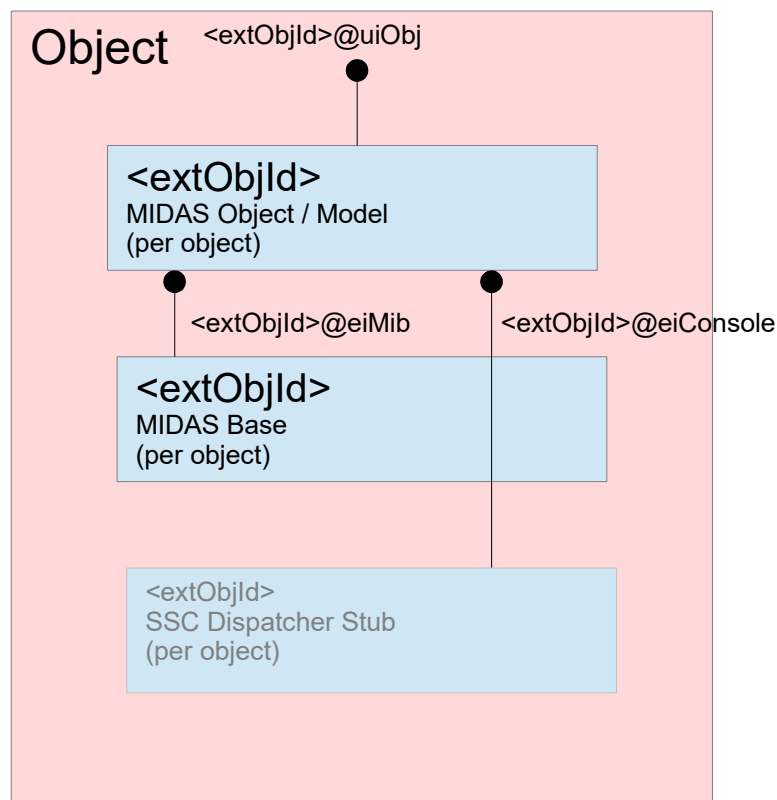 Object
<extObjId>@uiObj
<extObjId>
MIDAS Object / Model
(per object)
<extObjId>@eiMib
<extObjId>@eiConsole
<extObjId>
MIDAS Base
(per object)
<extObjId>
SSC Dispatcher Stub
(per object)